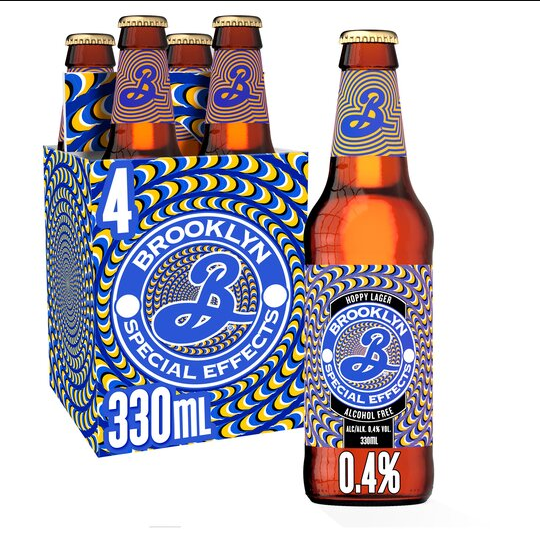 4
BROOKLYN
B
SPECIAL EFFECTS
330mL
B
B
B
HOPPY LAGER
BROOKLYN
B
SPECIAL EFFECTS
ALCOHOL FREE
ALC/ALK. 0,4% VOL.
330ML
0.4%